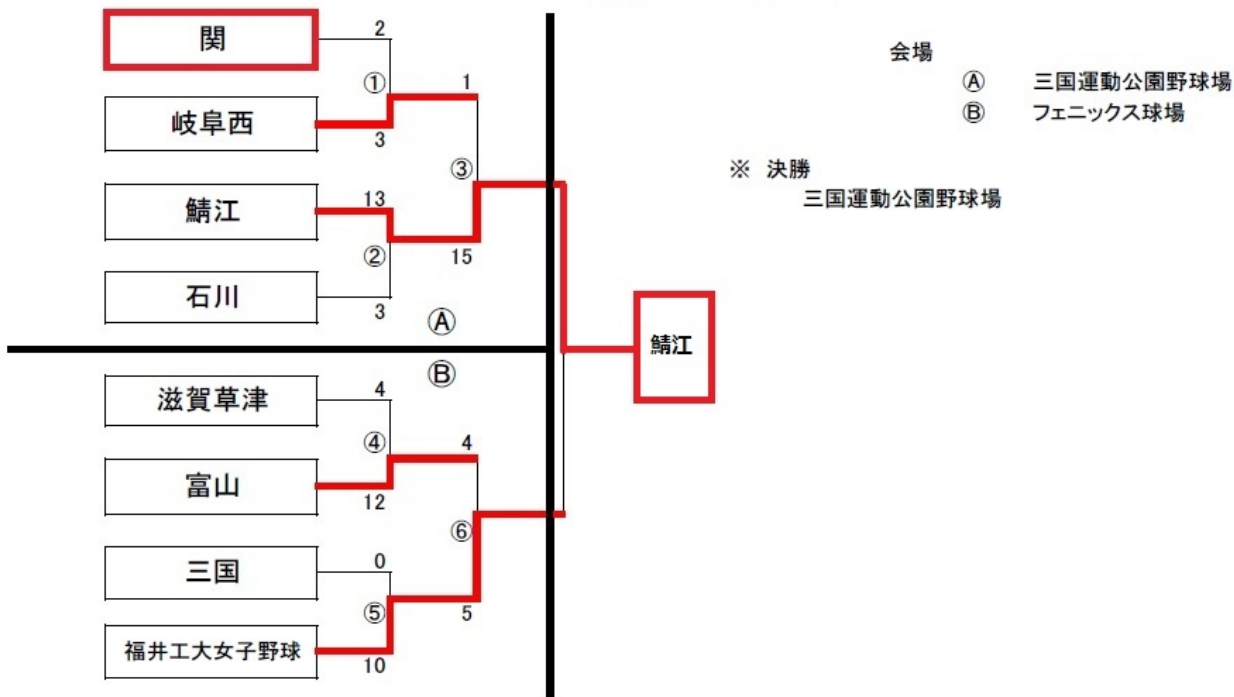 関
2
①
1
岐阜西
3
③
鯖江
13
②
15
石川
3
Ⓐ
Ⓑ
滋賀草津
4
④
4
富山
12
⑥
三国
0
⑤
5
福井工大女子野球
10
鯖江
会場
Ⓐ 三国運動公園野球場
Ⓑ フェニックス球場
※ 決勝
三国運動公園野球場